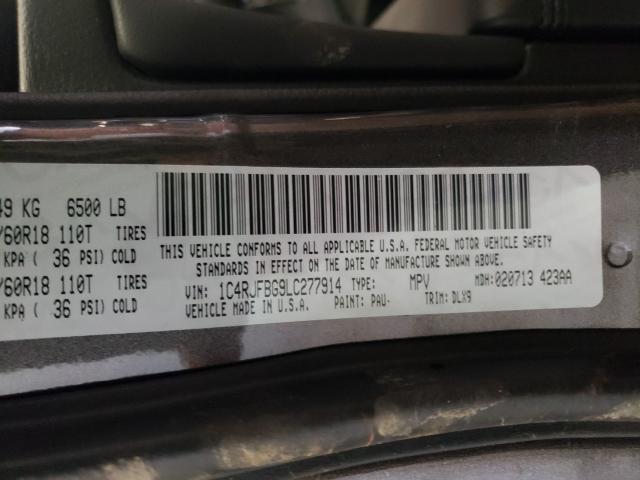 49 KG 6500 LB
/60R18 110T TIRES
KPA ( 36 PSI) COLD
/60R18 110T TIRES
KPA ( 36 PSI) COLD
THIS VEHICLE CONFORMS TO ALL APPLICABLE U.S.A. FEDERAL MOTOR VEHICLE SAFETY
STANDARDS IN EFFECT ON THE DATE OF MANUFACTURE SHOWN ABOVE.
VIN: 1C4RJFBG9LC277914 TYPE: MPV MDH:020713 423AA
VEHICLE MADE IN U.S.A. PAINT: PAU- TRIM: DLX9